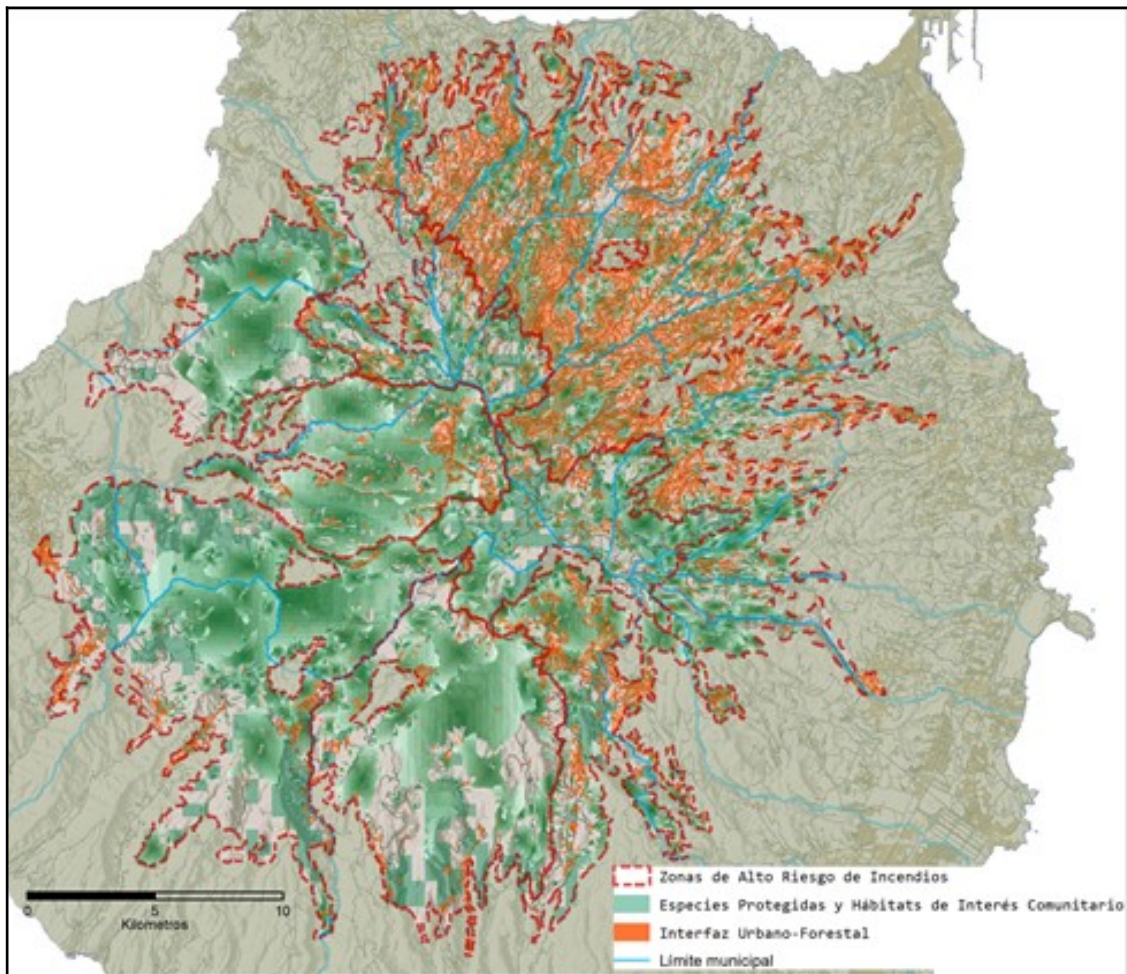 Zonas de Alto Riesgo de Incendios
Especies Protegidas y Hábitats de Interés Comunitario
Interfaz Urbano-Forestal
Límite municipal
0 5 10
Kilometros